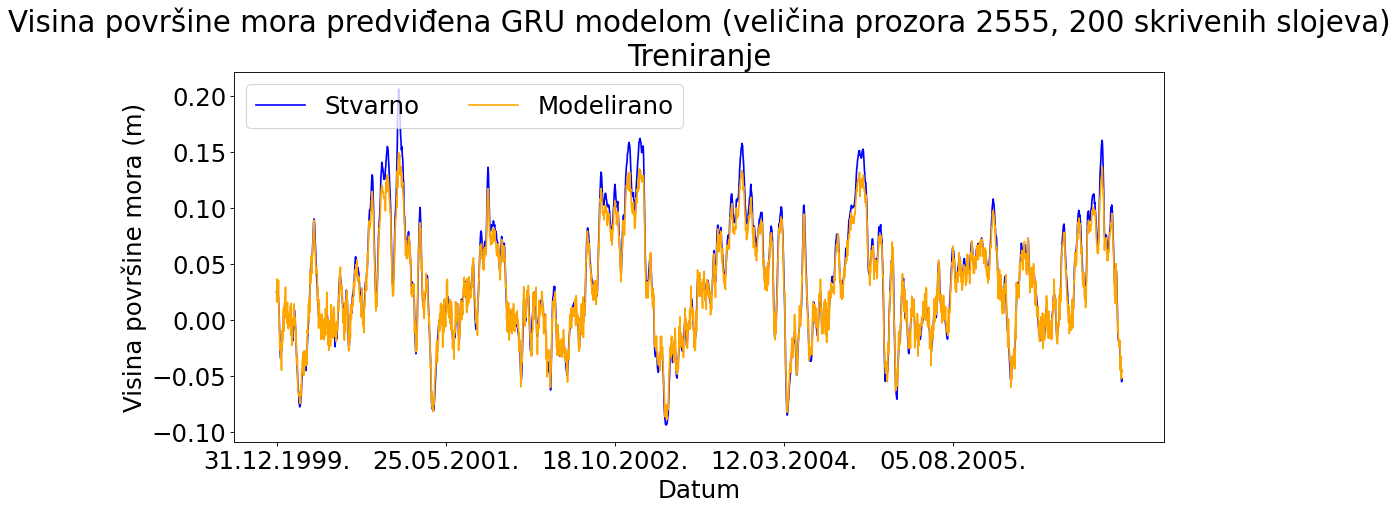 Visina površine mora predviđena GRU modelom (veličina prozora 2555, 200 skrivenih slojeva)
Treniranje
Stvarno Modelirano
Visina površine mora (m)
0.20
0.15
0.10
0.05
0.00
−0.05
−0.10
31.12.1999. 25.05.2001. 18.10.2002. 12.03.2004. 05.08.2005.
Datum